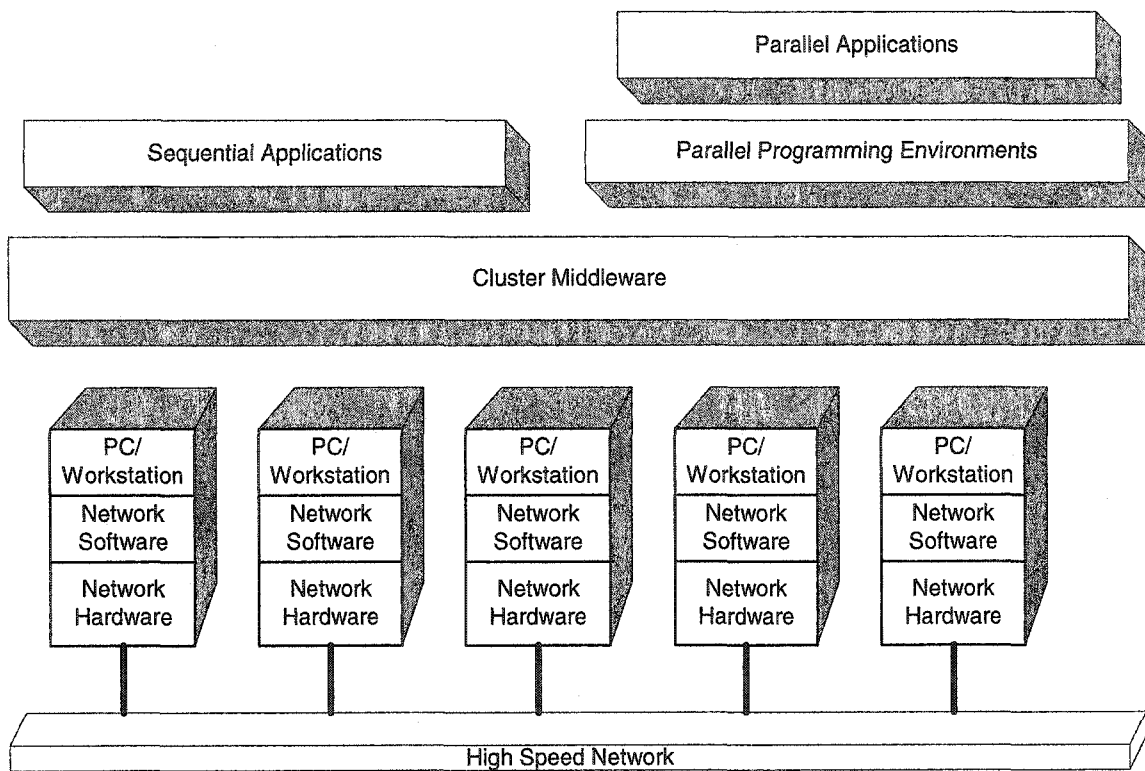 Parallel Applications
Sequential Applications
Parallel Programming Environments
Cluster Middleware
PC/
Workstation
Network
Software
Network
Hardware
PC/
Workstation
Network
Software
Network
Hardware
PC/
Workstation
Network
Software
Network
Hardware
PC/
Workstation
Network
Software
Network
Hardware
PC/
Workstation
Network
Software
Network
Hardware
High Speed Network